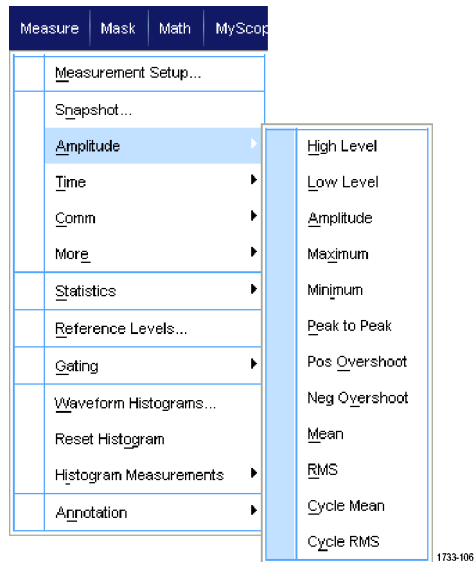 Measure Mask Math MyScop
Measurement Setup...
Snapshot...
Amplitude
Time
Comm
More
Statistics
Reference Levels...
Gating
Waveform Histograms...
Reset Histogram
Histogram Measurements
Annotation
High Level
Low Level
Amplitude
Maximum
Minimum
Peak to Peak
Pos Overshoot
Neg Overshoot
Mean
RMS
Cycle Mean
Cycle RMS
1733-106